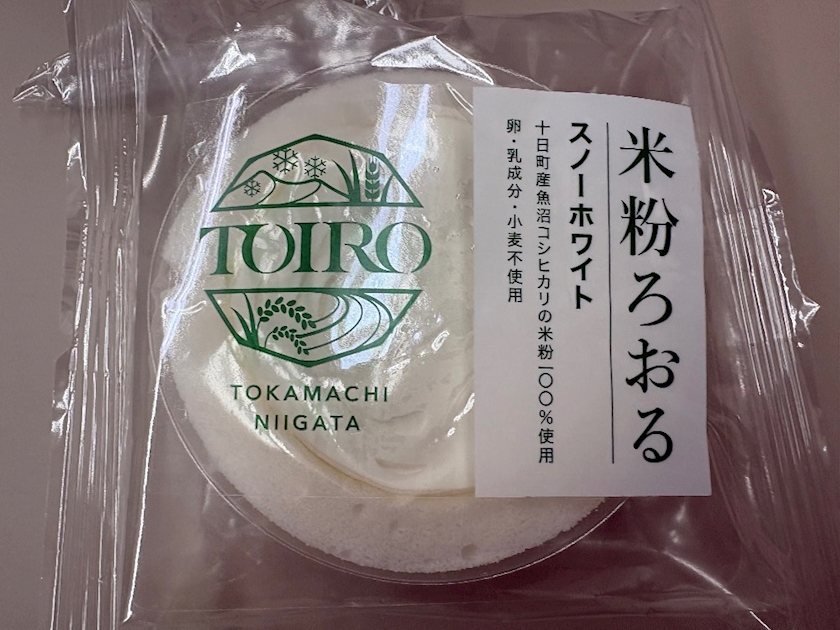 TOIRO
TOKAMACHI
NIIGATA
米粉ろおる
スノーホワイト
十日町産魚沼コシヒカリの米粉一〇〇%使用
卵・乳成分・小麦不使用